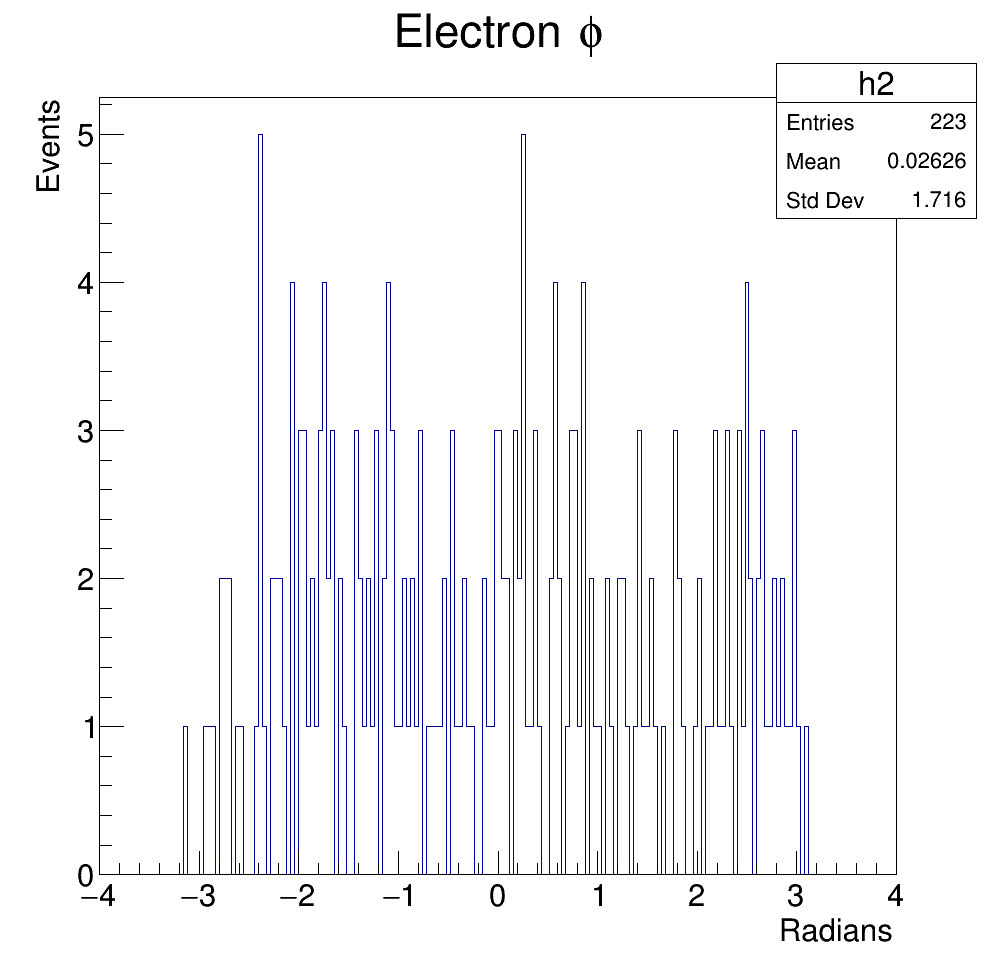 Electron ϕ
h2
Entries 223
Mean 0.02626
Std Dev 1.716
Events
5
4
3
2
1
0
−4 −3 −2 −1 0 1 2 3 4
Radians